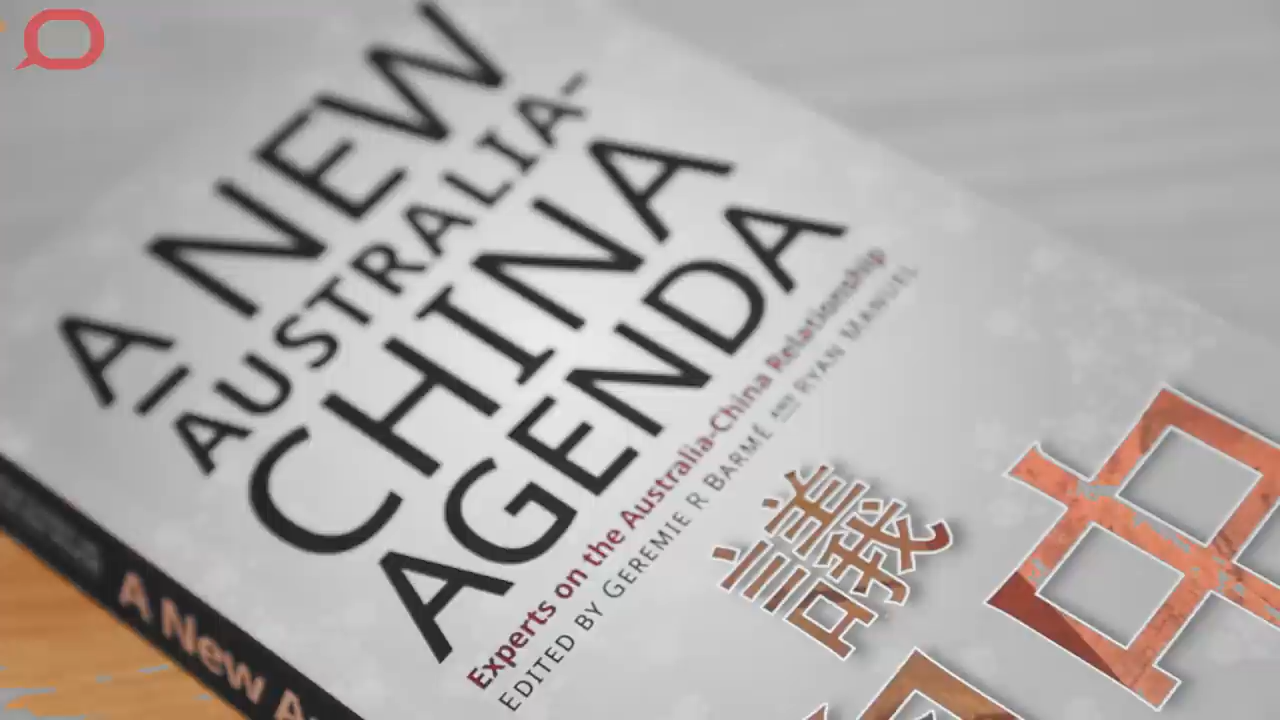 A NEW
AUSTRALIA-
CHINA
AGENDA
Experts on the Australia-China Relationship
EDITED BY GEREMIE R BARMÉ AND RYAN MANUEL
議
中
A New A